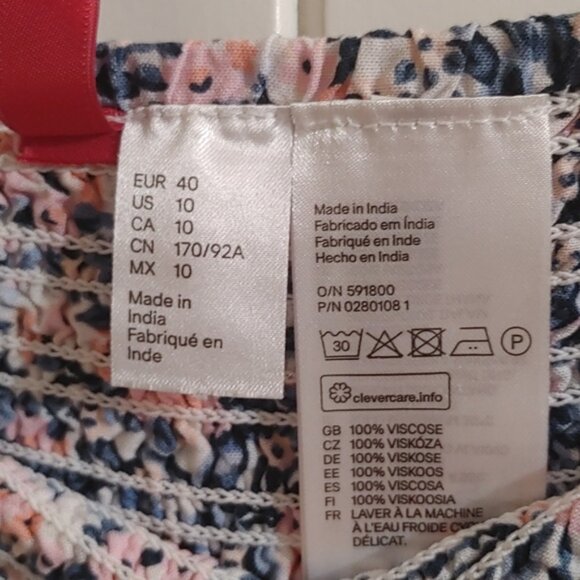 EUR 40
US 10
CA 10
CN 170/92A
MX 10
Made in
India
Fabriqué en
Inde
Made in India
Fabricado em Índia
Fabriqué en Inde
Hecho en India
O/N 591800
P/N 0280108 1
30
P
clevercare.info
GB 100% VISCOSE
CZ 100% VISKÓZA
DE 100% VISKOSE
EE 100% VISKOOS
ES 100% VISCOSA
FI 100% VISKOOSIA
FR LAVER À LA MACHINE
À L'EAU FROIDE
DÉLICAT.